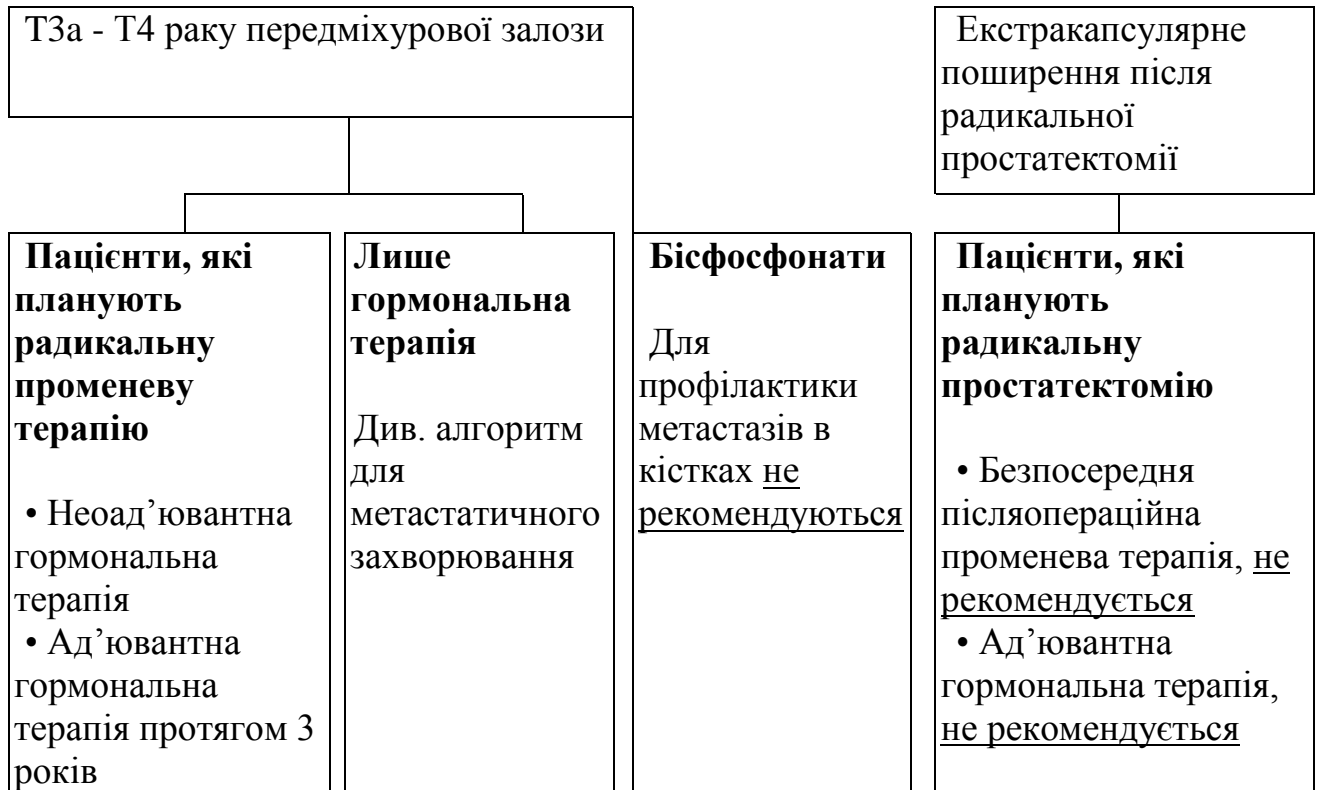 Т3а - Т4 раку передміхурової залози
Екстракапсулярне
поширення після
радикальної
простатектомії
Пацієнти, які
планують
радикальну
променеву
терапію
• Неоад’ювантна
гормональна
терапія
• Ад’ювантна
гормональна
терапія протягом 3
років
Лише
гормональна
терапія
Див. алгоритм
для
метастатичного
захворювання
Бісфосфонати
Для
профілактики
метастазів в
кістках не
рекомендуються
Пацієнти, які
планують
радикальну
простатектомію
• Безпосередня
післяопераційна
променева терапія, не
рекомендується
• Ад’ювантна
гормональна терапія,
не рекомендується